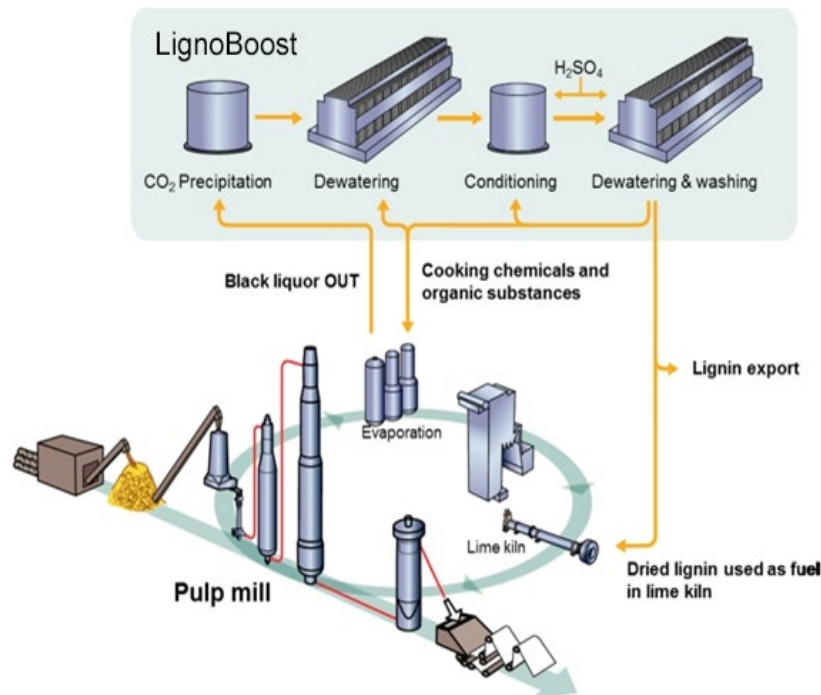 LignoBoost
H₂SO₄
CO₂ Precipitation
Dewatering
Conditioning
Dewatering & washing
Black liquor OUT
Cooking chemicals and
organic substances
Lignin export
Evaporation
Lime kiln
Dried lignin used as fuel
in lime kiln
Pulp mill